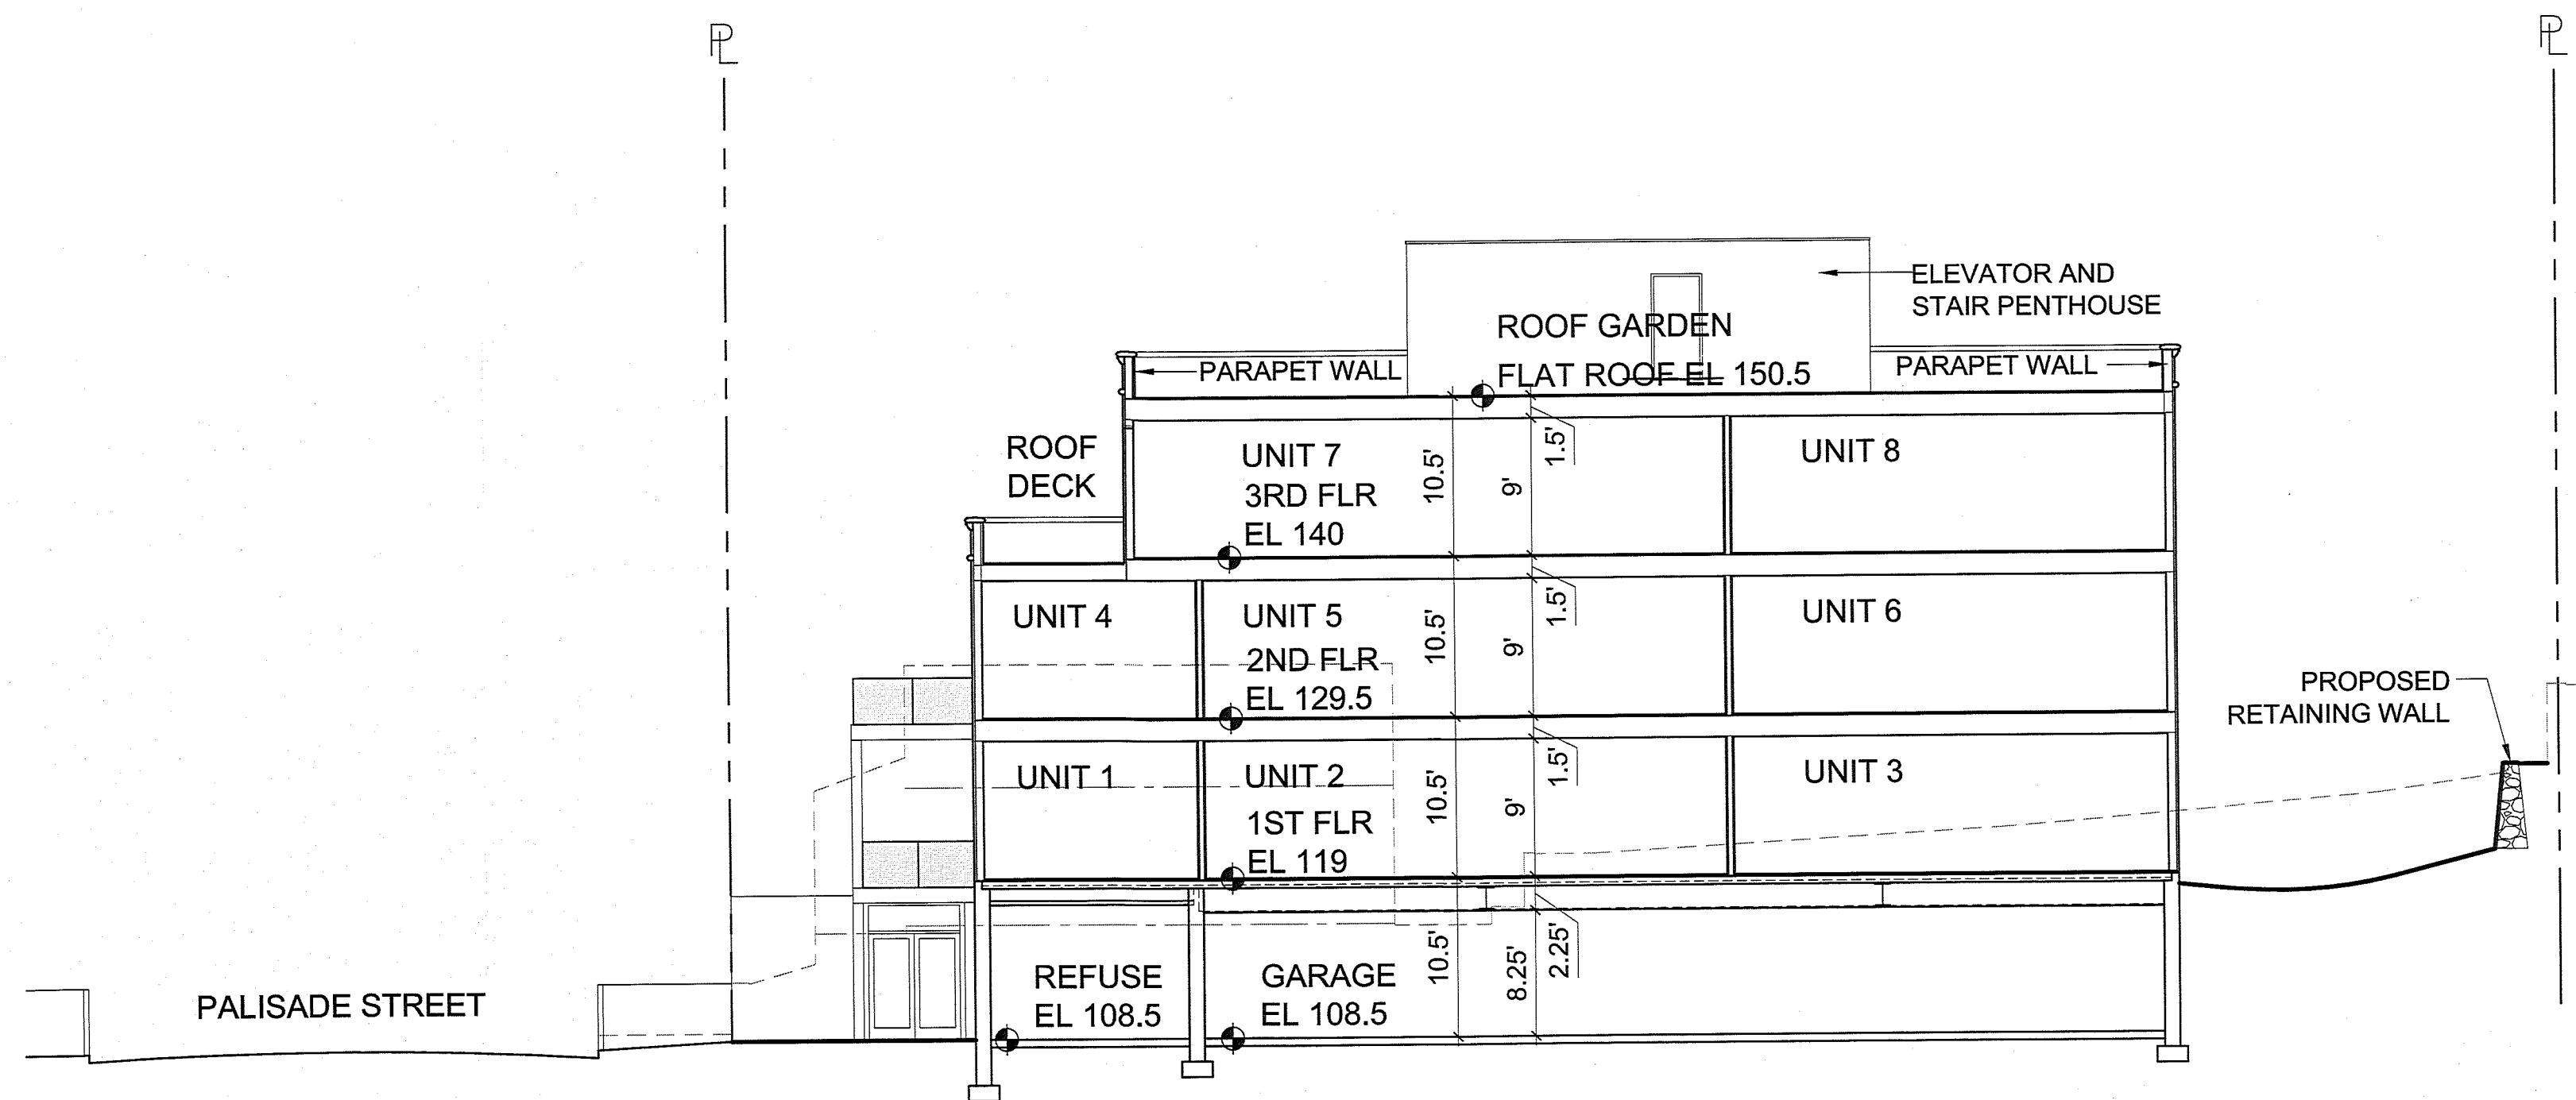 PL
PL
ELEVATOR AND
STAIR PENTHOUSE
ROOF GARDEN
FLAT ROOF EL 150.5
PARAPET WALL
PARAPET WALL
ROOF
DECK
UNIT 7
3RD FLR
EL 140
10.5'
9'
1.5'
UNIT 8
UNIT 4
UNIT 5
2ND FLR
EL 129.5
10.5'
9'
1.5'
UNIT 6
PROPOSED
RETAINING WALL
UNIT 1
UNIT 2
1ST FLR
EL 119
10.5'
9'
1.5'
UNIT 3
PALISADE STREET
REFUSE
EL 108.5
GARAGE
EL 108.5
10.5'
8.25'
2.25'